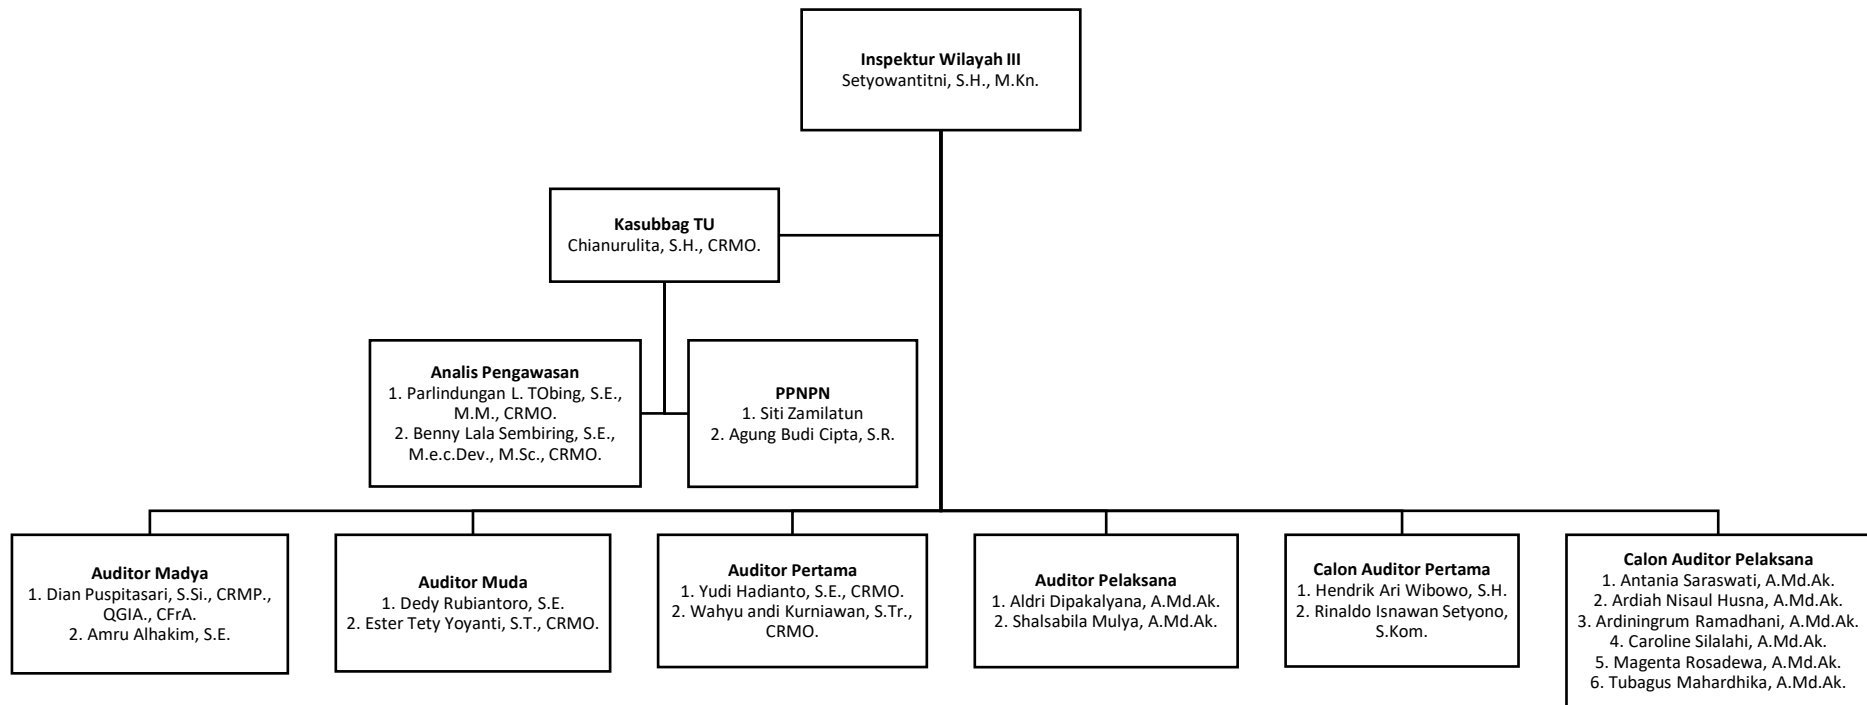 Inspektur Wilayah III
Setyowantitni, S.H., M.Kn.
Kasubbag TU
Chianurulita, S.H., CRMO.
Analis Pengawasan
1. Parlindungan L. TObing, S.E.,
M.M., CRMO.
2. Benny Lala Sembiring, S.E.,
M.e.c.Dev., M.Sc., CRMO.
PPNPN
1. Siti Zamilatun
2. Agung Budi Cipta, S.R.
Auditor Madya
1. Dian Puspitasari, S.Si., CRMP.,
QGIA., CFrA.
2. Amru Alhakim, S.E.
Auditor Muda
1. Dedy Rubiantoro, S.E.
2. Ester Tety Yoyanti, S.T., CRMO.
Auditor Pertama
1. Yudi Hadianto, S.E., CRMO.
2. Wahyu andi Kurniawan, S.Tr.,
CRMO.
Auditor Pelaksana
1. Aldri Dipakalyana, A.Md.Ak.
2. Shalsabila Mulya, A.Md.Ak.
Calon Auditor Pertama
1. Hendrik Ari Wibowo, S.H.
2. Rinaldo Isnawan Setyono,
S.Kom.
Calon Auditor Pelaksana
1. Antania Saraswati, A.Md.Ak.
2. Ardiah Nisaul Husna, A.Md.Ak.
3. Ardiningrum Ramadhani, A.Md.Ak.
4. Caroline Silalahi, A.Md.Ak.
5. Magenta Rosadewa, A.Md.Ak.
6. Tubagus Mahardhika, A.Md.Ak.